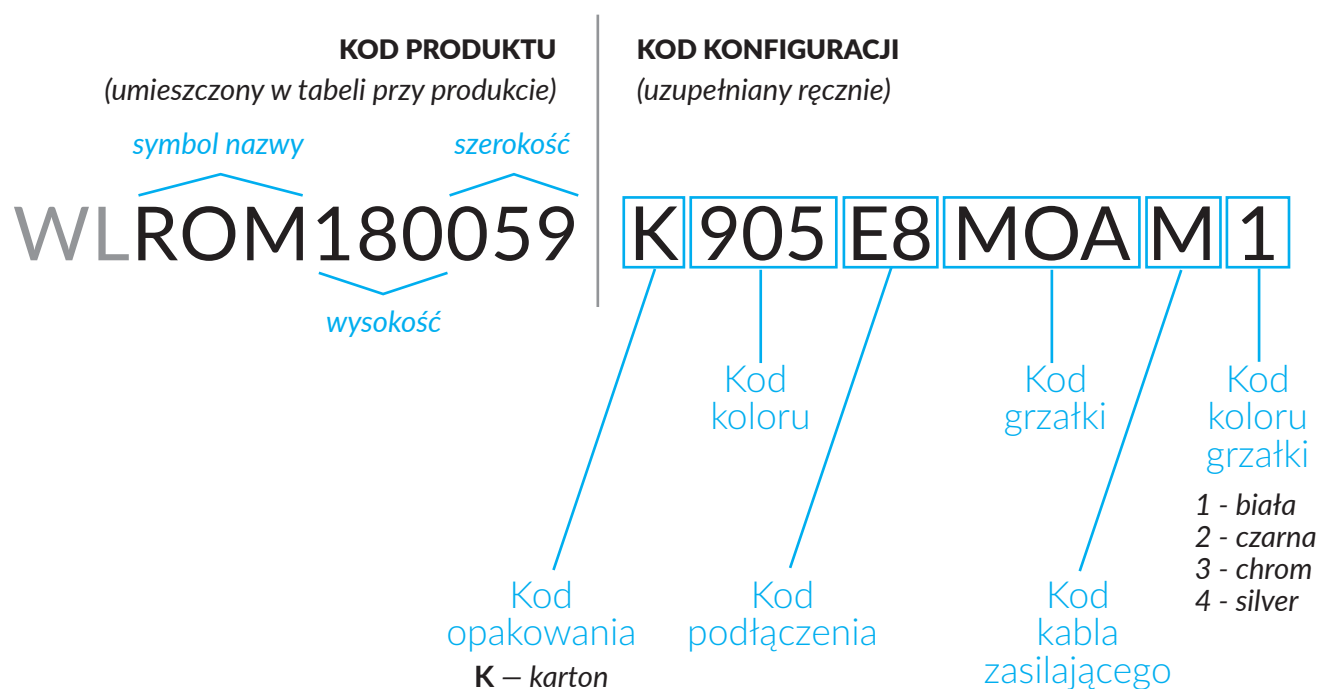 KOD PRODUKTU
(umieszczony w tabeli przy produkcie)
KOD KONFIGURACJI
(uzupełniany ręcznie)
symbol nazwy
szerokość
WLROM180059 K 905 E8 MOA M 1
wysokość
Kod
koloru
Kod
grzałki
Kod
koloru
grzałki
1 - biała
2 - czarna
3 - chrom
4 - silver
Kod
opakowania
K – karton
Kod
podłączenia
Kod
kabla
zasilającego